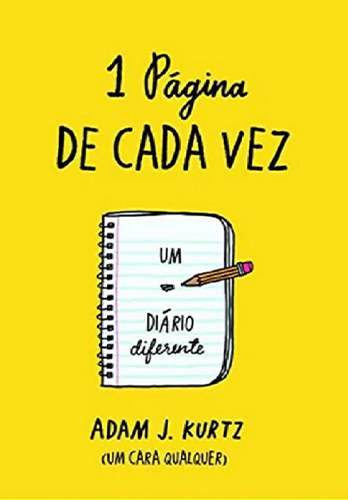 1 Página
DE CADA VEZ
UM
DIÁRIO
diferente
ADAM J. KURTZ
(UM CARA QUALQUER)